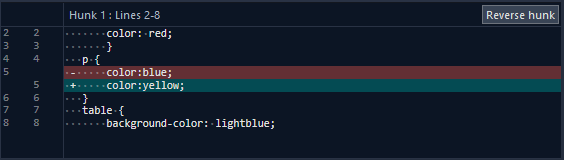 Hunk 1 : Lines 2-8
Reverse hunk
2 2 color: red;
3 3 }
4 4 p {
5 - color:blue;
5 + color:yellow;
6 6 }
7 7 table {
8 8 background-color: lightblue;